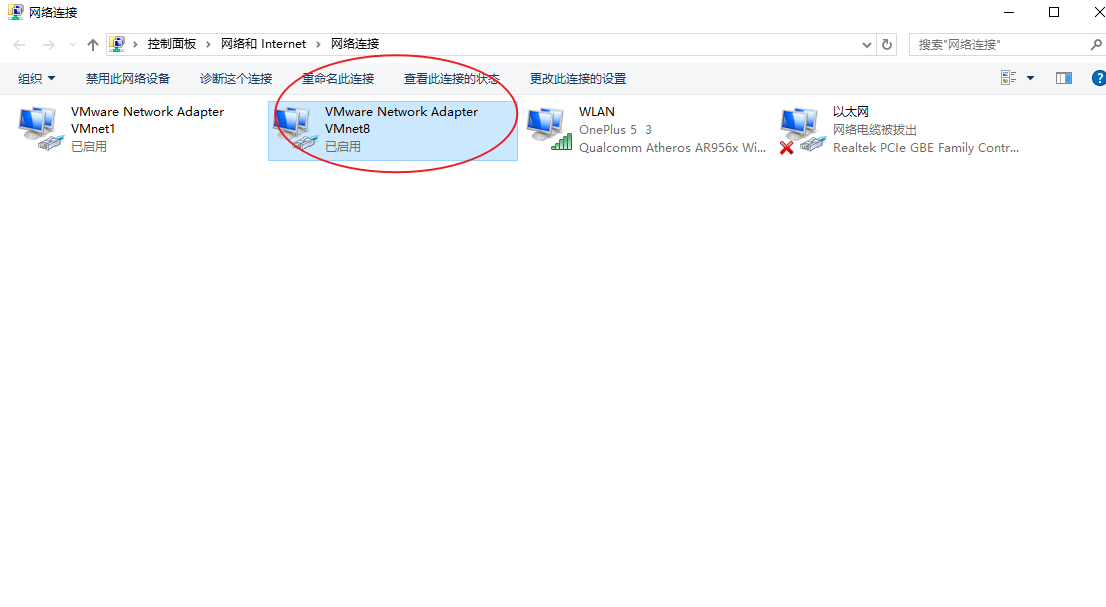 网络连接
控制面板 › 网络和 Internet › 网络连接
搜索"网络连接"
组织 禁用此网络设备 诊断这个连接 重命名此连接 查看此连接的状态 更改此连接的设置
VMware Network Adapter
VMnet1
已启用
VMware Network Adapter
VMnet8
已启用
WLAN
OnePlus 5 3
Qualcomm Atheros AR956x Wi...
以太网
网络电缆被拔出
Realtek PCIe GBE Family Contr...